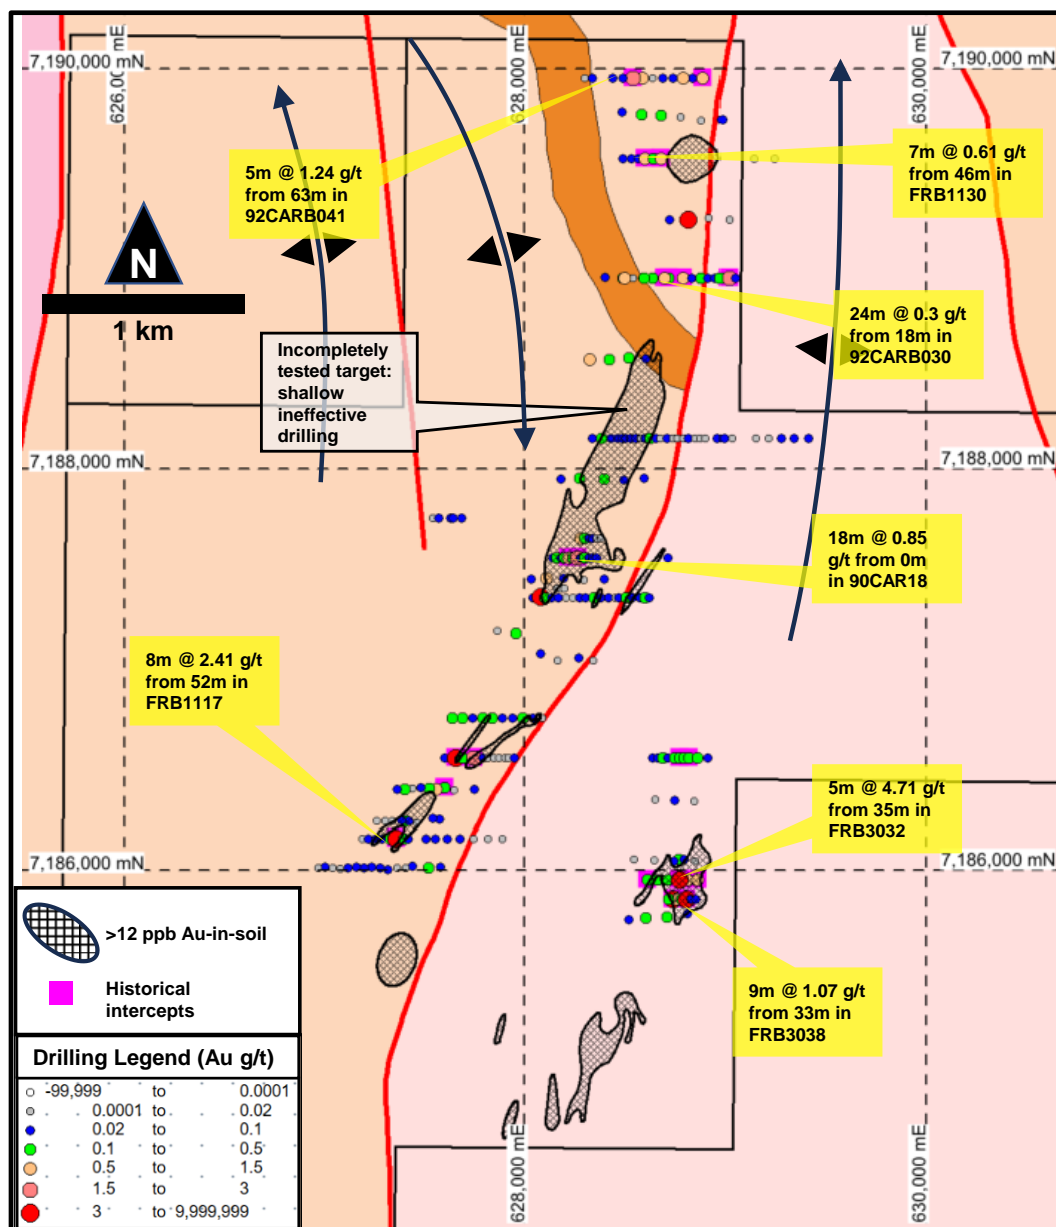 626,000 mE
628,000 mE
630,000 mE
7,190,000 mN
7,190,000 mN
5m @ 1.24 g/t
from 63m in
92CARB041
7m @ 0.61 g/t
from 46m in
FRB1130
N
1 km
24m @ 0.3 g/t
from 18m in
92CARB030
Incompletely
tested target:
shallow
ineffective
drilling
7,188,000 mN
7,188,000 mN
18m @ 0.85
g/t from 0m
in 90CAR18
8m @ 2.41 g/t
from 52m in
FRB1117
5m @ 4.71 g/t
from 35m in
FRB3032
7,186,000 mN
7,186,000 mN
9m @ 1.07 g/t
from 33m in
FRB3038
>12 ppb Au-in-soil
Historical
intercepts
Drilling Legend (Au g/t)
-99,999 to 0.0001
0.0001 to 0.02
0.02 to 0.1
0.1 to 0.5
0.5 to 1.5
1.5 to 3
3 to 9,999,999
628,000 mE
630,000 mE